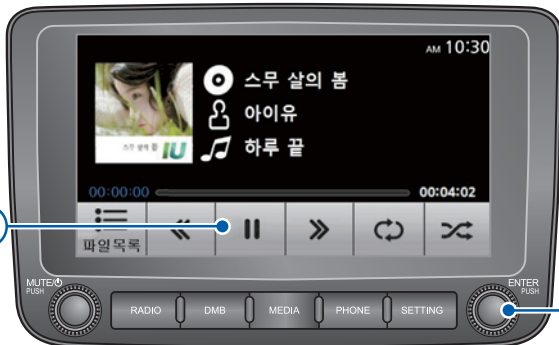 AM 10:30
스무 살의 봄
아이유
하루 끝
스무 살의 봄 IU
00:00:00 00:04:02
파일목록
MUTE/ ENTER
PUSH PUSH
RADIO DMB MEDIA PHONE SETTING